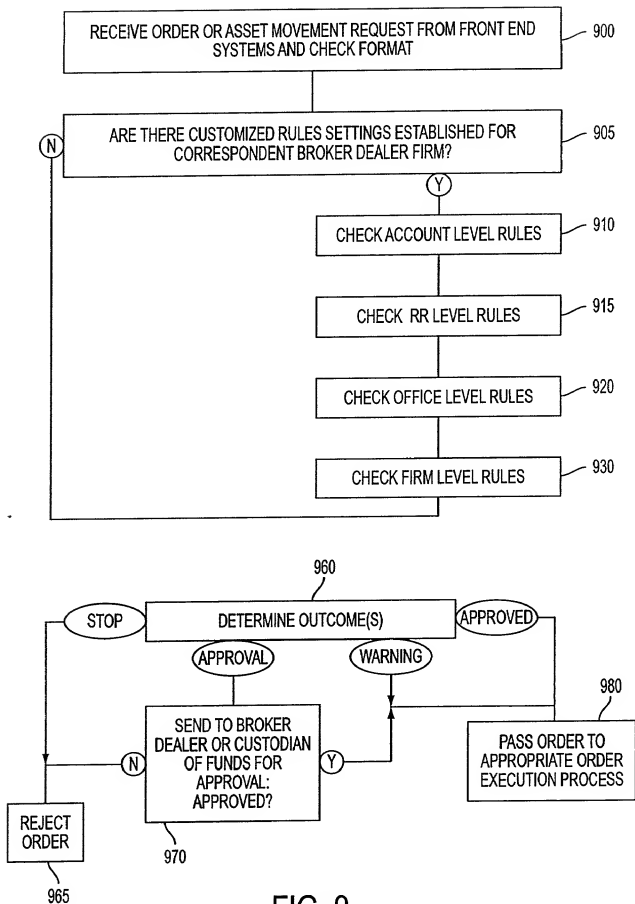 RECEIVE ORDER OR ASSET MOVEMENT REQUEST FROM FRONT END
SYSTEMS AND CHECK FORMAT
900
N
ARE THERE CUSTOMIZED RULES SETTINGS ESTABLISHED FOR
CORRESPONDENT BROKER DEALER FIRM?
905
Y
CHECK ACCOUNT LEVEL RULES
910
CHECK RR LEVEL RULES
915
CHECK OFFICE LEVEL RULES
920
CHECK FIRM LEVEL RULES
930
960
STOP
DETERMINE OUTCOME(S)
APPROVED
APPROVAL
WARNING
980
SEND TO BROKER
DEALER OR CUSTODIAN
OF FUNDS FOR
APPROVAL:
APPROVED?
N
Y
970
PASS ORDER TO
APPROPRIATE ORDER
EXECUTION PROCESS
REJECT
ORDER
965
FIG. 9